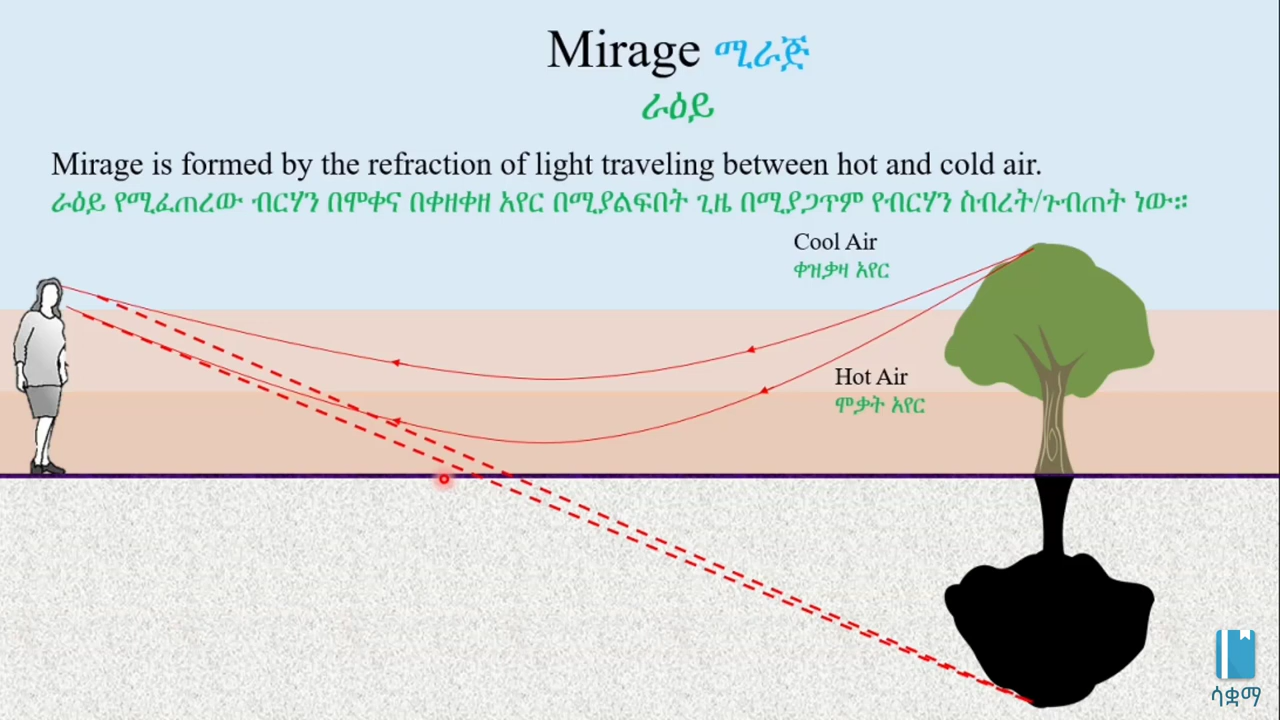 Mirage ሚራጅ
ራዕይ
Mirage is formed by the refraction of light traveling between hot and cold air.
ራዕይ የሚፈጠረው ብርሃን በሞቀና በቀዘቀዘ አየር በሚያልፍበት ጊዜ በሚያጋጥም የብርሃን ስብረት/ጉብጠት ነው።
Cool Air
ቀዝቃዛ አየር
Hot Air
ሞቃት አየር
ሳቋማ